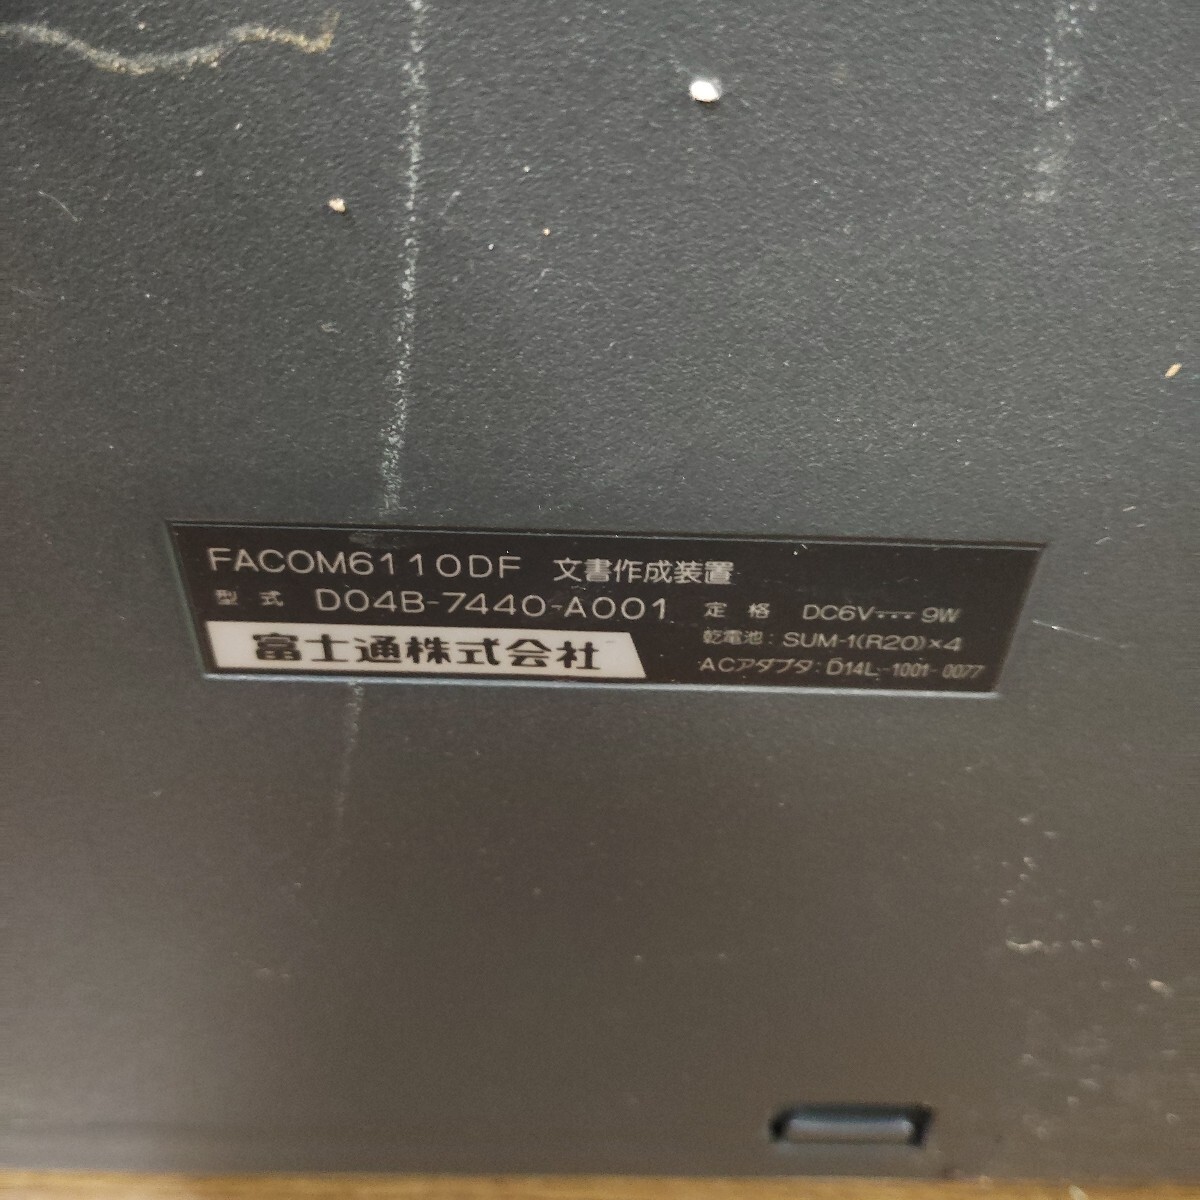 FACOM6110DF 文書作成装置
型式 D04B-7440-A001
定格 DC6V⎓ 9W
富士通株式会社
乾電池: SUM-1(R20)×4
ACアダプタ: D14L-1001-0077